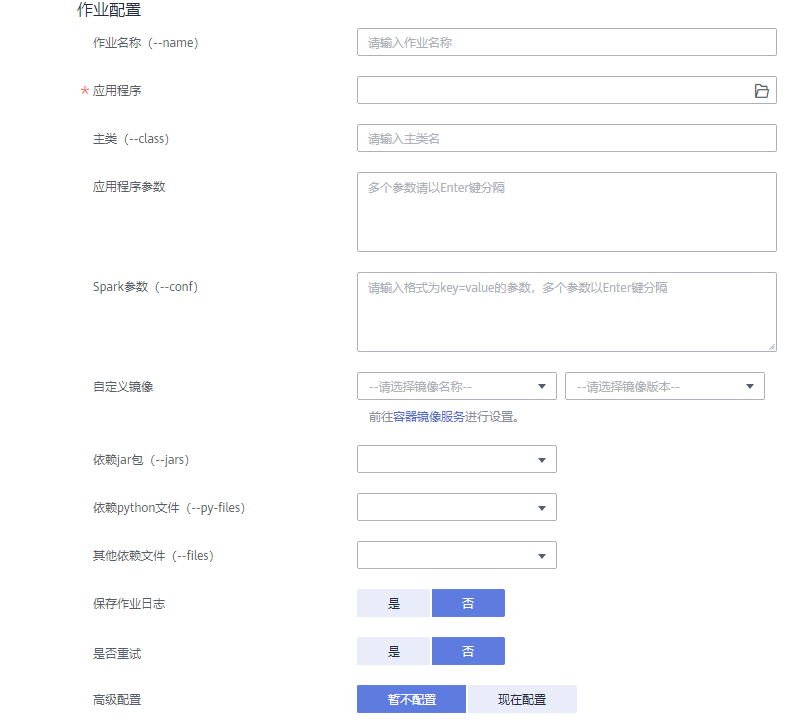 作业配置
作业名称（--name）
请输入作业名称
* 应用程序
主类（--class）
请输入主类名
应用程序参数
多个参数请以Enter键分隔
Spark参数（--conf）
请输入格式为key=value的参数，多个参数以Enter键分隔
自定义镜像
--请选择镜像名称--
--请选择镜像版本--
前往容器镜像服务进行设置。
依赖jar包（--jars）
依赖python文件（--py-files）
其他依赖文件（--files）
保存作业日志
是
否
是否重试
是
否
高级配置
暂不配置
现在配置